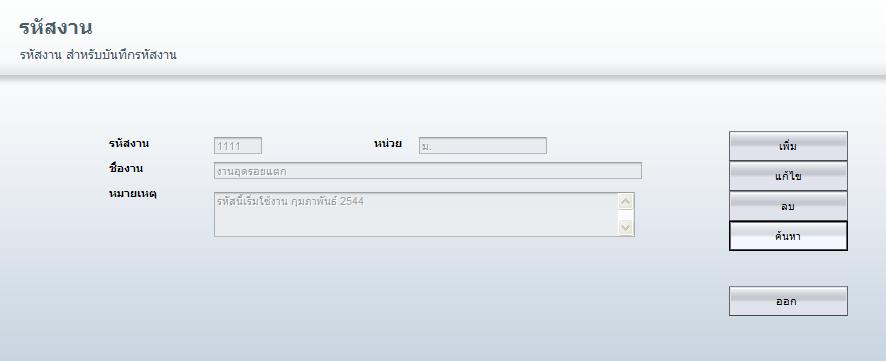 รหัสงาน
รหัสงาน สำหรับบันทึกรหัสงาน
รหัสงาน 1111 หน่วย ม.
ชื่องาน งานอุดรอยแตก
หมายเหตุ รหัสนี้เริ่มใช้งาน กุมภาพันธ์ 2544
เพิ่ม
แก้ไข
ลบ
ค้นหา
ออก